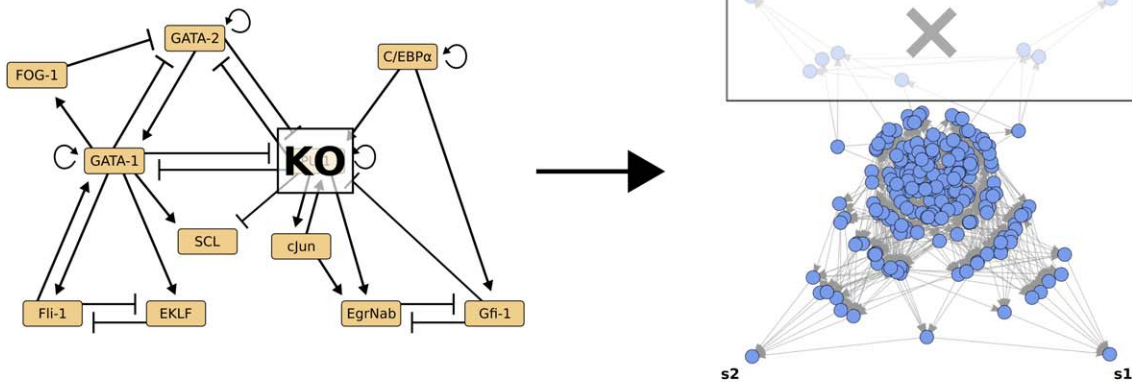 GATA-2
C/EBPα
FOG-1
GATA-1
KO
SCL
cJun
Fli-1
EKLF
EgrNab
Gfi-1
s2
s1